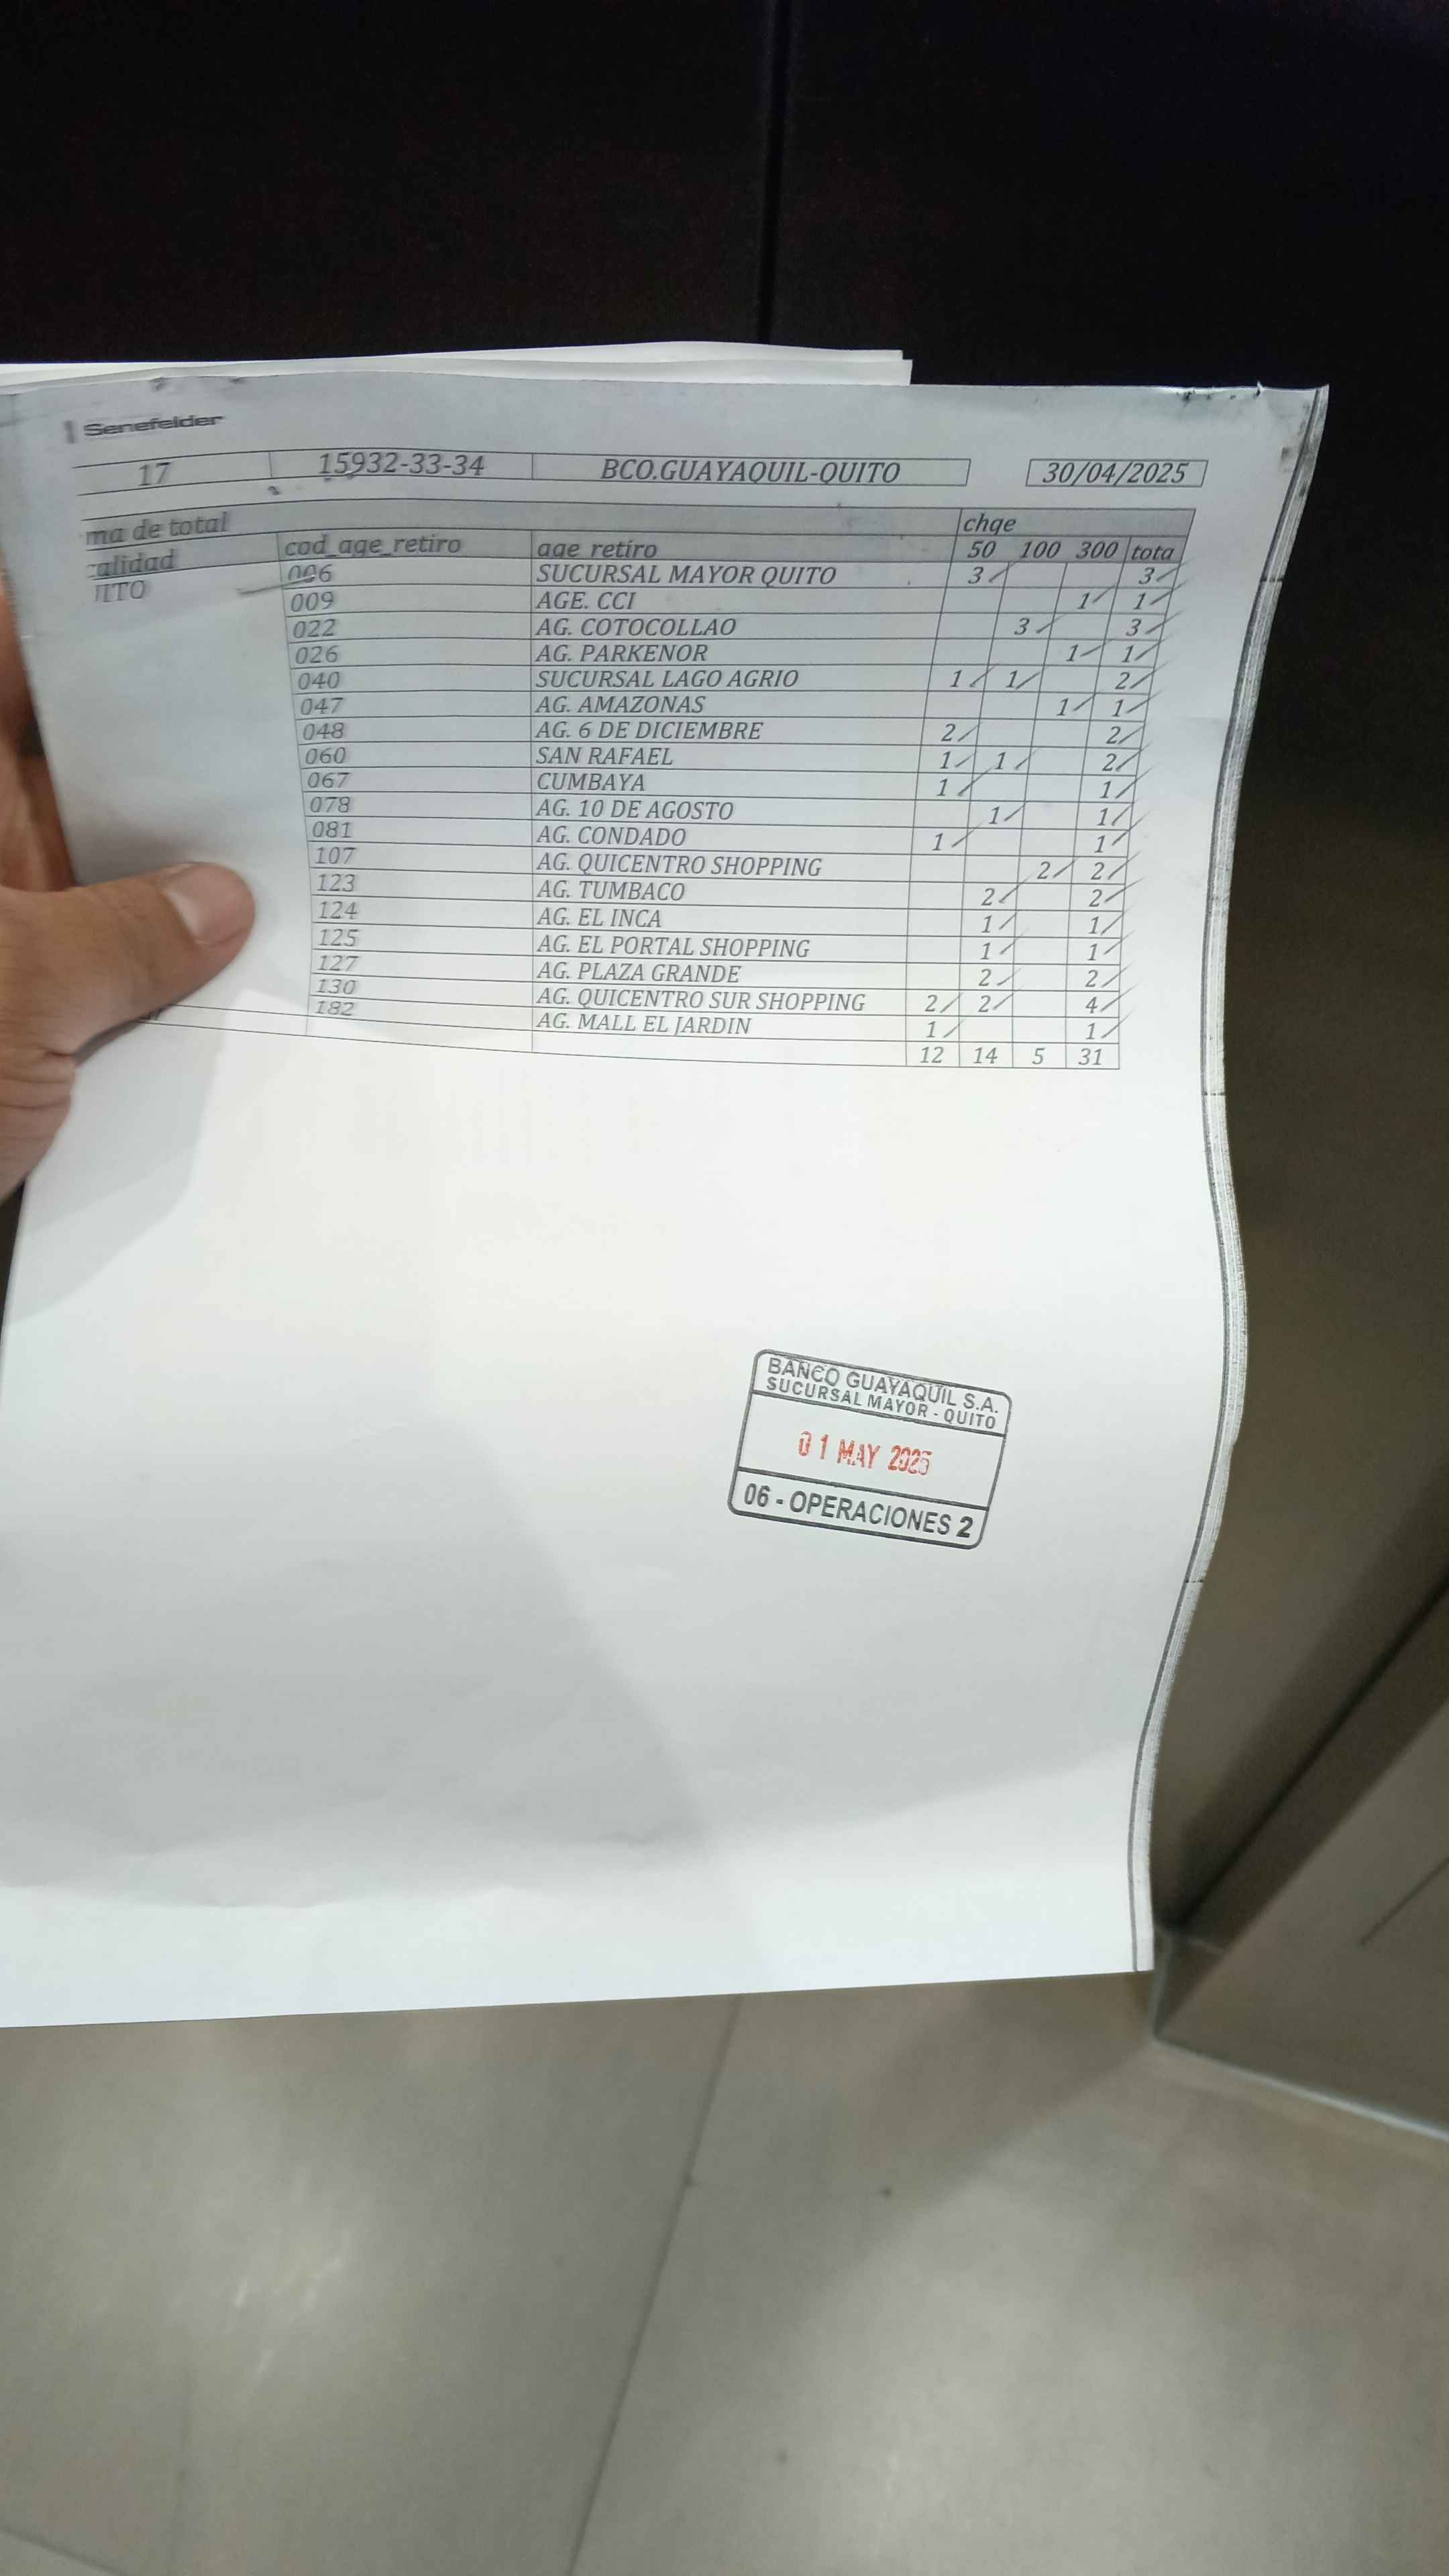 Senefelder
17 15932-33-34 BCO.GUAYAQUIL-QUITO 30/04/2025
ma de total chqe
alidad cod_age_retiro age_retiro 50 100 300 tota
ITO 006 SUCURSAL MAYOR QUITO 3 3
009 AGE. CCI 1 1
022 AG. COTOCOLLAO 3 3
026 AG. PARKENOR 1 1
040 SUCURSAL LAGO AGRIO 1 1 2
047 AG. AMAZONAS 1 1
048 AG. 6 DE DICIEMBRE 2 2
060 SAN RAFAEL 1 1 2
067 CUMBAYA 1 1
078 AG. 10 DE AGOSTO 1 1
081 AG. CONDADO 1 1
107 AG. QUICENTRO SHOPPING 2 2
123 AG. TUMBACO 2 2
124 AG. EL INCA 1 1
125 AG. EL PORTAL SHOPPING 1 1
127 AG. PLAZA GRANDE 2 2
130 AG. QUICENTRO SUR SHOPPING 2 2 4
182 AG. MALL EL JARDIN 1 1
12 14 5 31
BANCO GUAYAQUIL S.A.
SUCURSAL MAYOR - QUITO
01 MAY 2025
06 - OPERACIONES 2